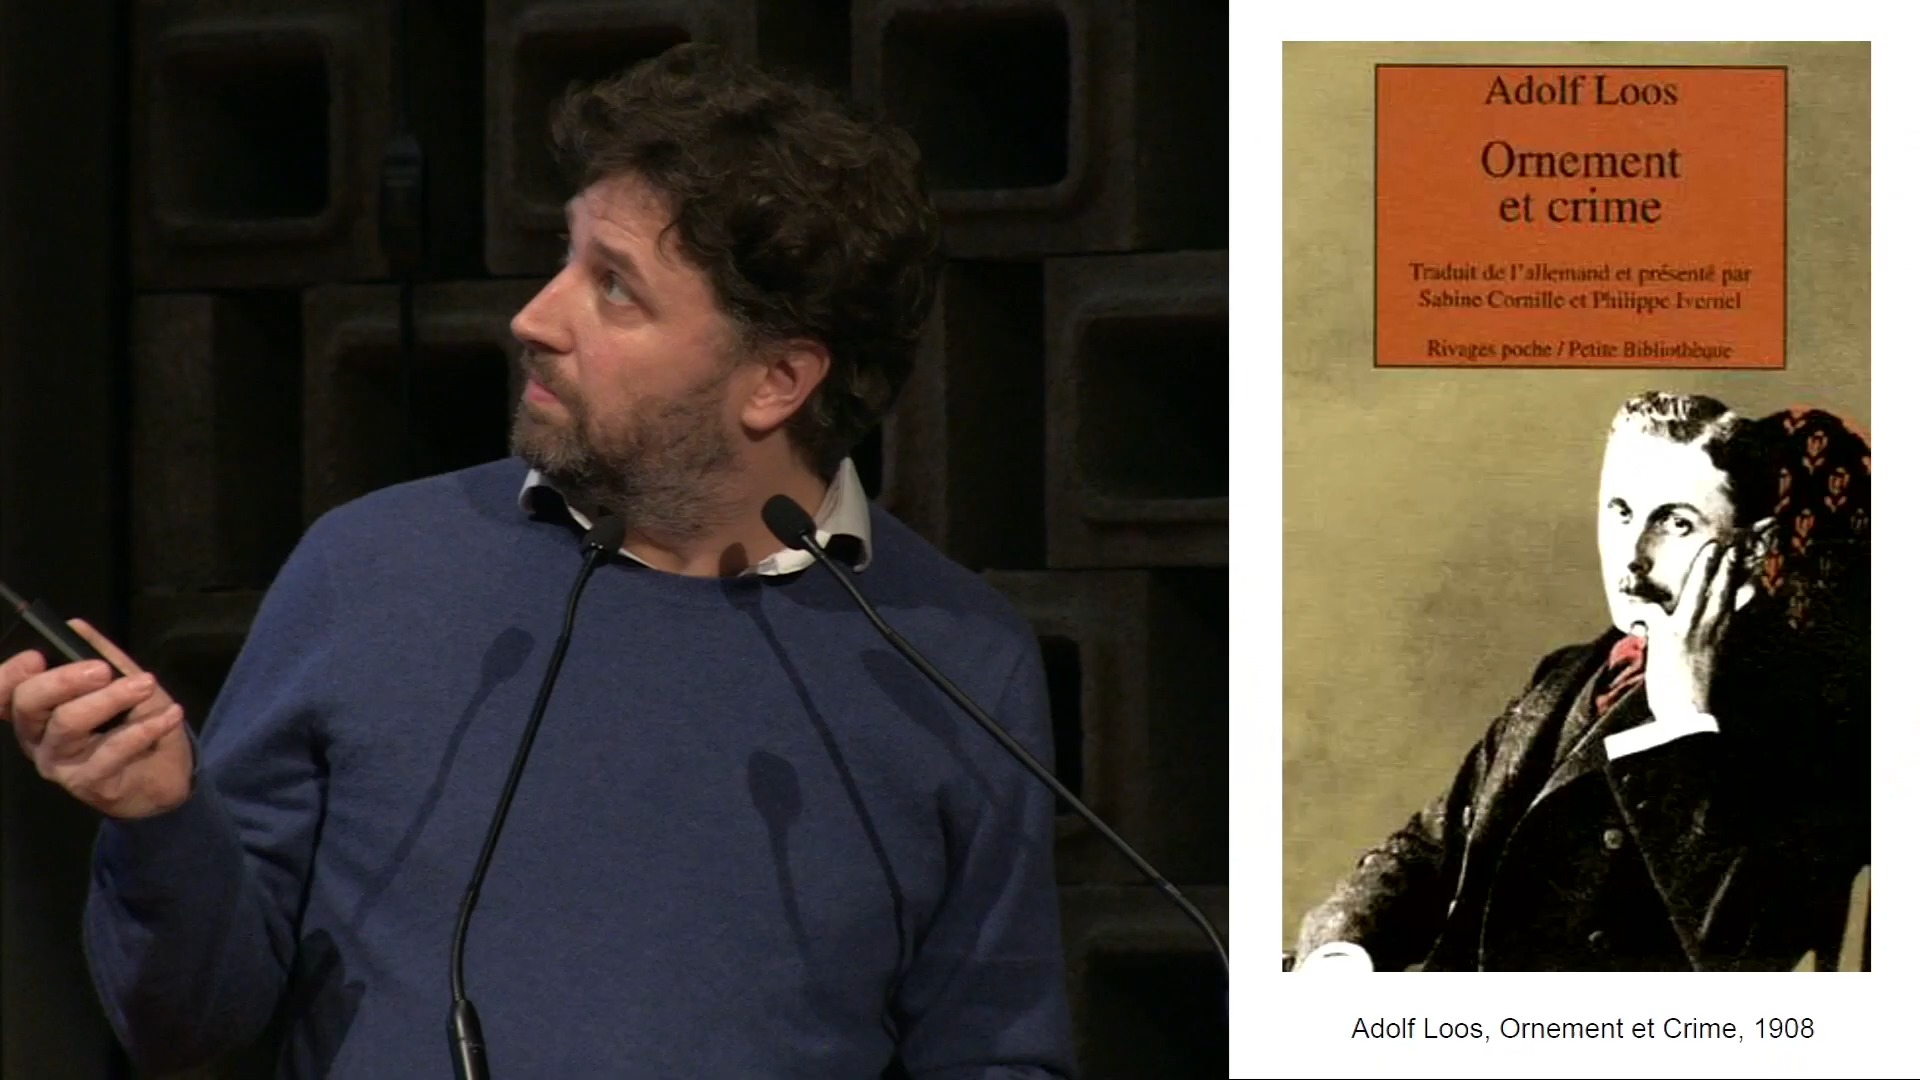 Adolf Loos
Ornement
et crime
Traduit de l'allemand et présenté par
Sabine Cornille et Philippe Ivernel
Rivages poche / Petite Bibliothèque
Adolf Loos, Ornement et Crime, 1908